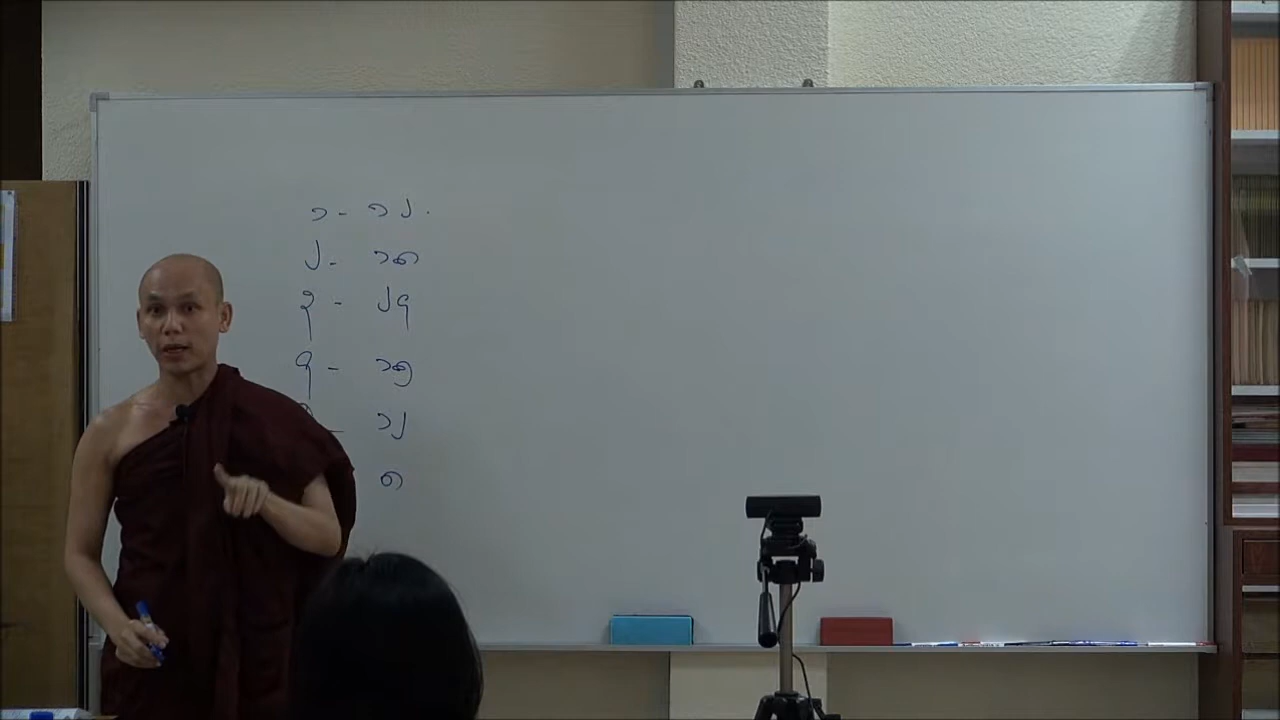 ၁ - ၁၂.
၂ - ၁၈
၃ - ၂၄
၄ - ၁၅
- ၁၂
၈